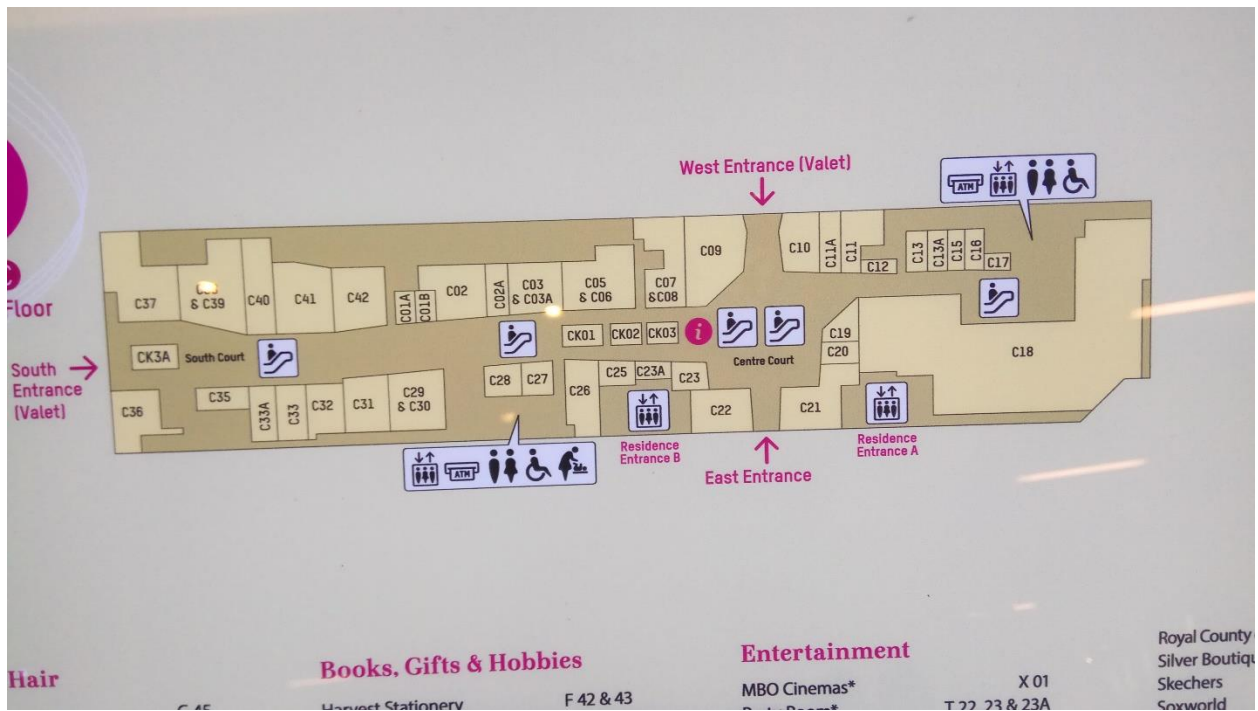 West Entrance (Valet)
ATM
C09
C10
C11A
C11
C12
C13
C13A
C15
C16
C17
C37
& C39
C40
C41
C42
C01A
C01B
C02
C02A
C03
& C03A
C05
& C06
C07
& C08
Floor
CK01
CK02
CK03
i
C19
C20
C18
CK3A
South Court
Centre Court
South
Entrance
(Valet)
C36
C35
C33A
C33
C32
C31
C29
& C30
C28
C27
C26
C25
C23A
C23
C22
C21
Residence
Entrance B
Residence
Entrance A
ATM
East Entrance
Hair
Books, Gifts & Hobbies
Harvest Stationery F 42 & 43
Entertainment
MBO Cinemas* X 01
T 22, 23 & 23A
Royal County
Silver Boutiqu
Skechers
Soxworld